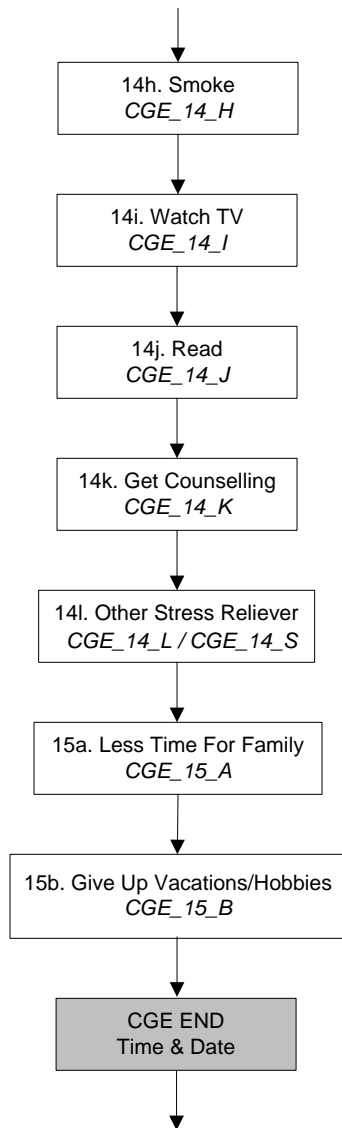 14h. Smoke
CGE_14_H
14i. Watch TV
CGE_14_I
14j. Read
CGE_14_J
14k. Get Counselling
CGE_14_K
14l. Other Stress Reliever
CGE_14_L / CGE_14_S
15a. Less Time For Family
CGE_15_A
15b. Give Up Vacations/Hobbies
CGE_15_B
CGE END
Time & Date